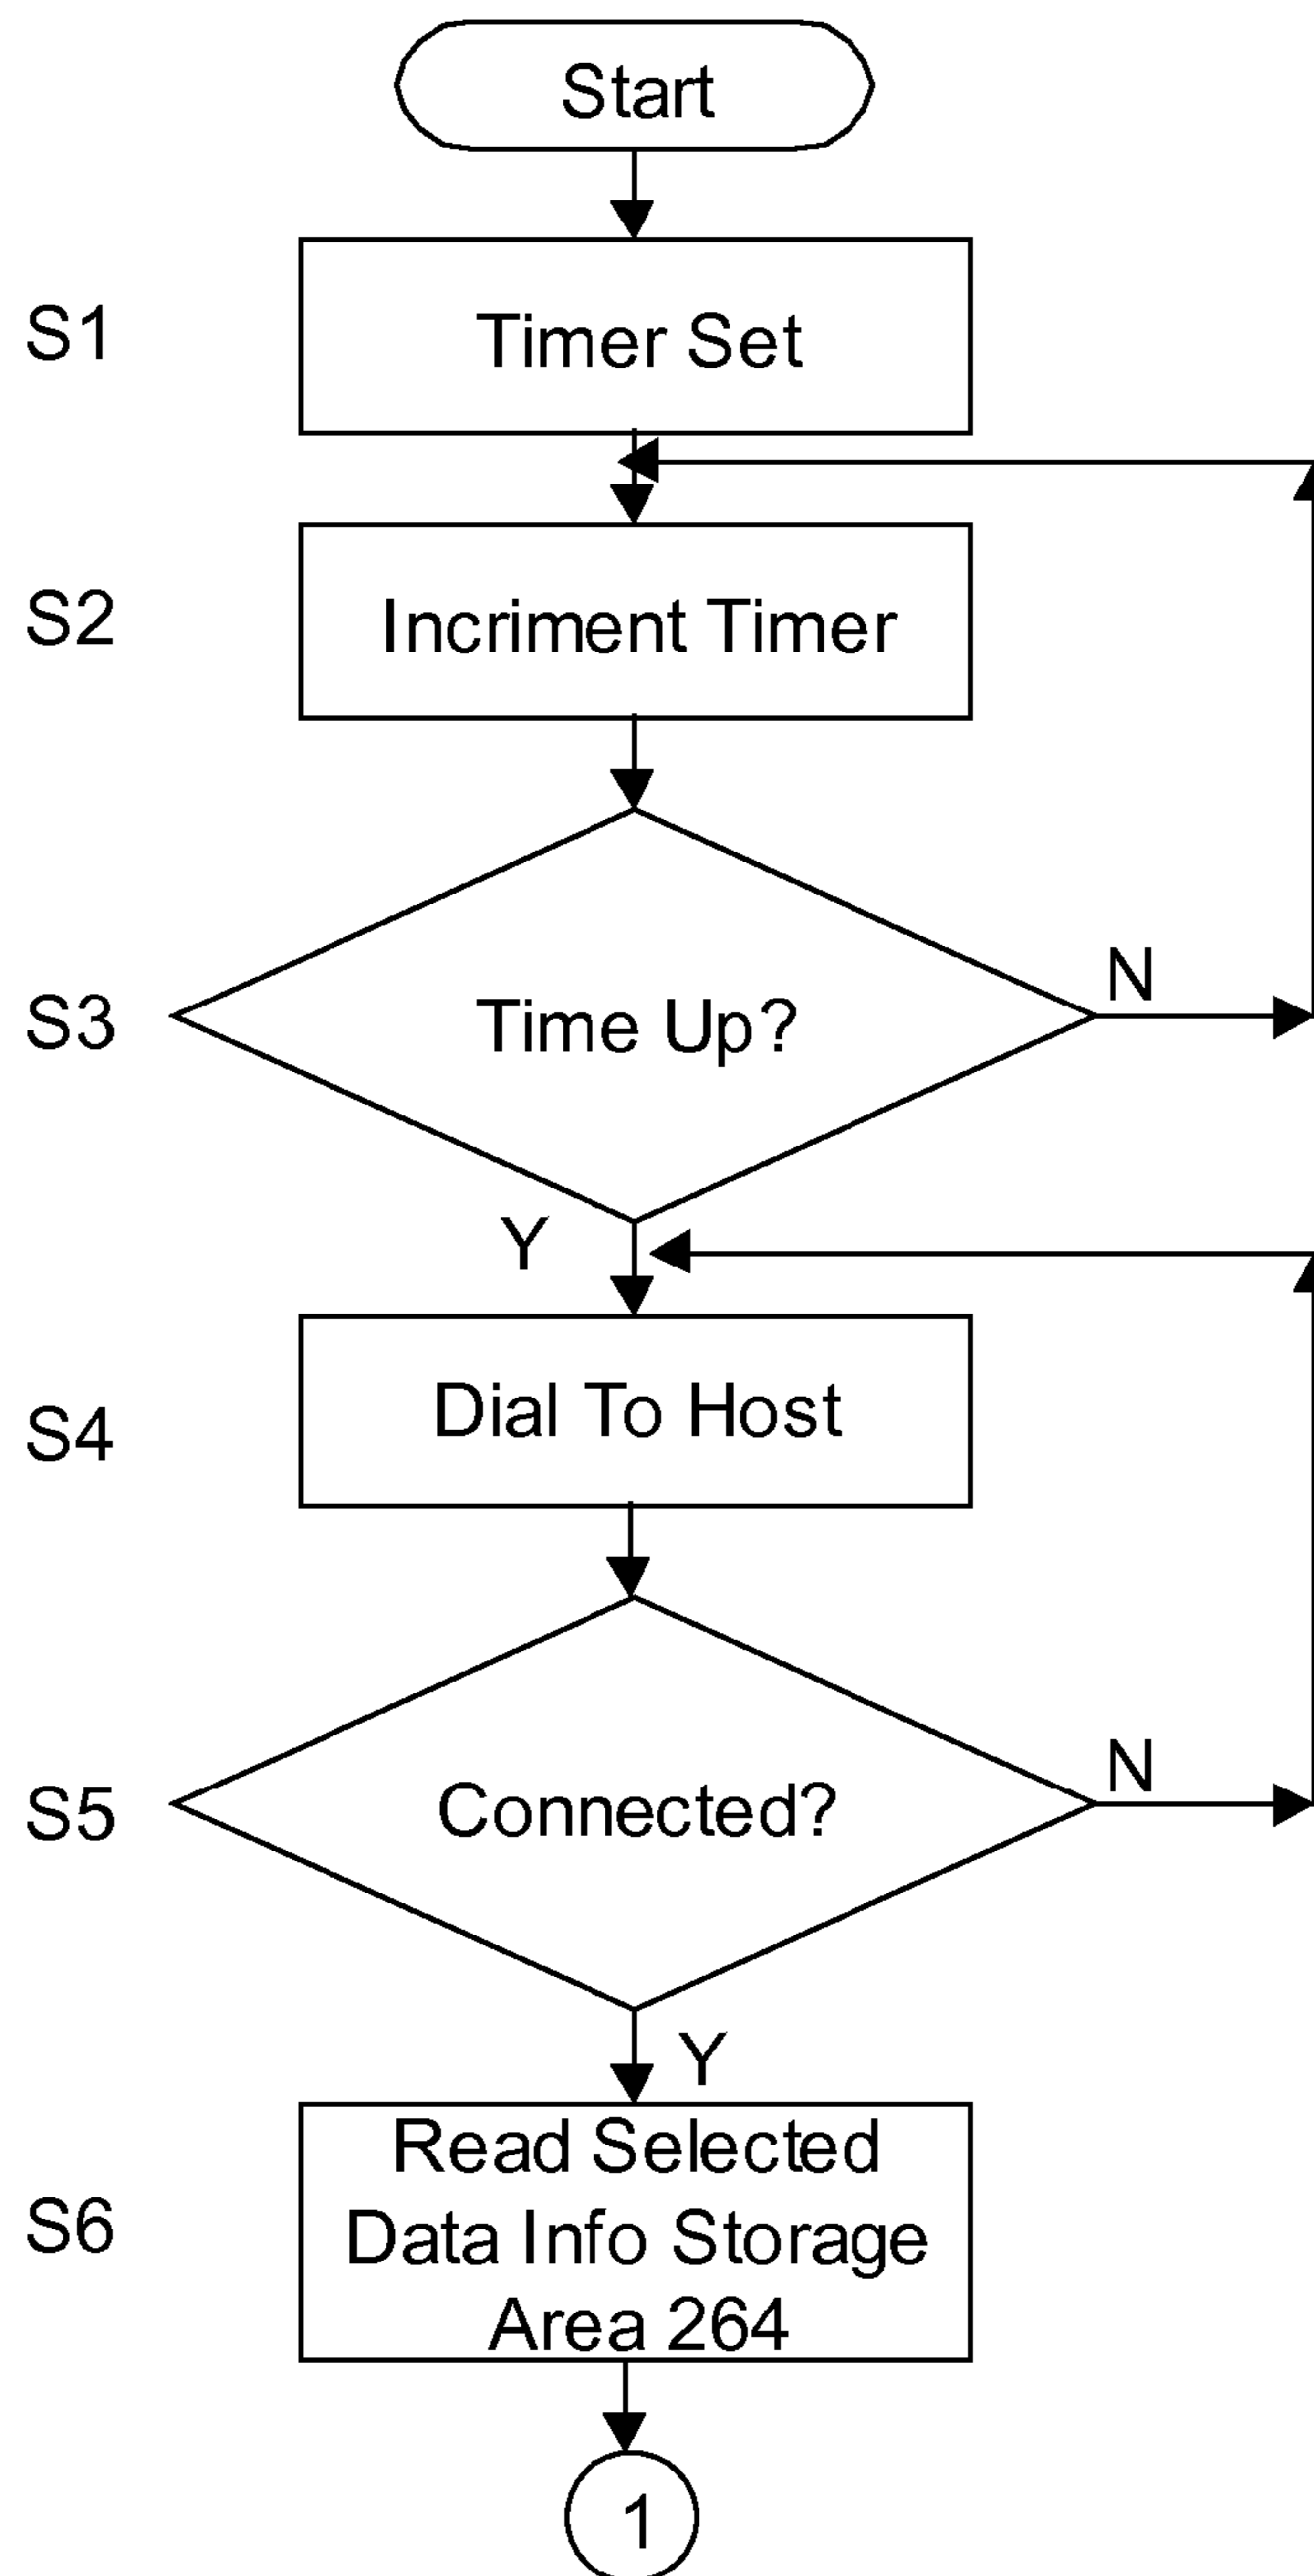 Start
S1
Timer Set
S2
Incriment Timer
S3
Time Up?
N
Y
S4
Dial To Host
S5
Connected?
N
Y
S6
Read Selected
Data Info Storage
Area 264
1